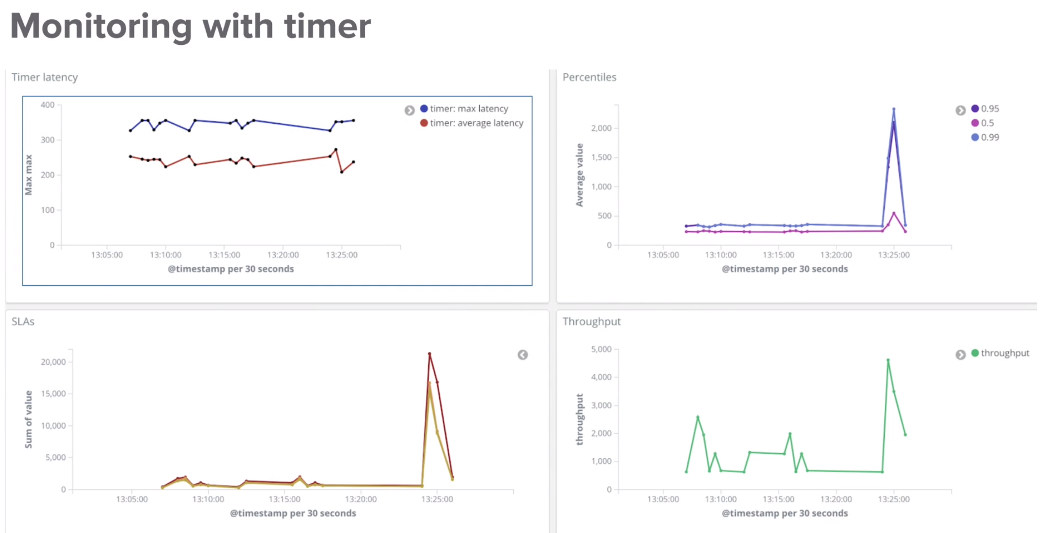 Monitoring with timer
Timer latency
400
300
200
100
0
Max max
13:05:00 13:10:00 13:15:00 13:20:00 13:25:00
@timestamp per 30 seconds
timer: max latency
timer: average latency
Percentiles
2,000
1,500
1,000
500
0
Average value
13:05:00 13:10:00 13:15:00 13:20:00 13:25:00
@timestamp per 30 seconds
0.95
0.5
0.99
SLAs
20,000
15,000
10,000
5,000
0
Sum of value
13:05:00 13:10:00 13:15:00 13:20:00 13:25:00
@timestamp per 30 seconds
Throughput
5,000
4,000
3,000
2,000
1,000
0
throughput
13:05:00 13:10:00 13:15:00 13:20:00 13:25:00
@timestamp per 30 seconds
throughput